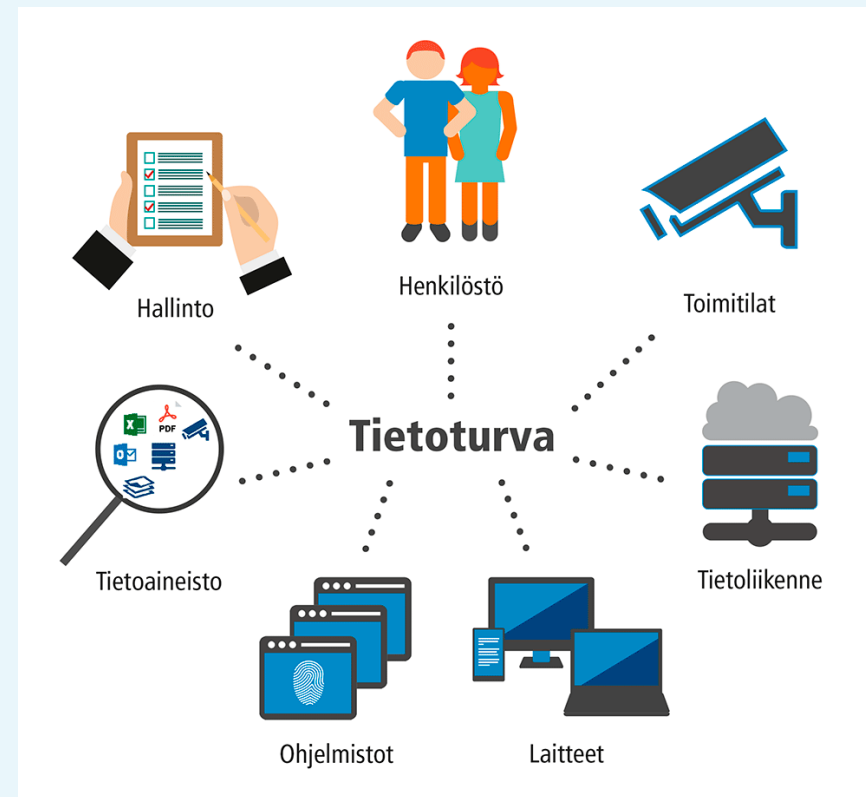 Henkilöstö
Hallinto
Toimitilat
Tietoturva
X
PDF
O
Tietoaineisto
Tietoliikenne
Ohjelmistot
Laitteet